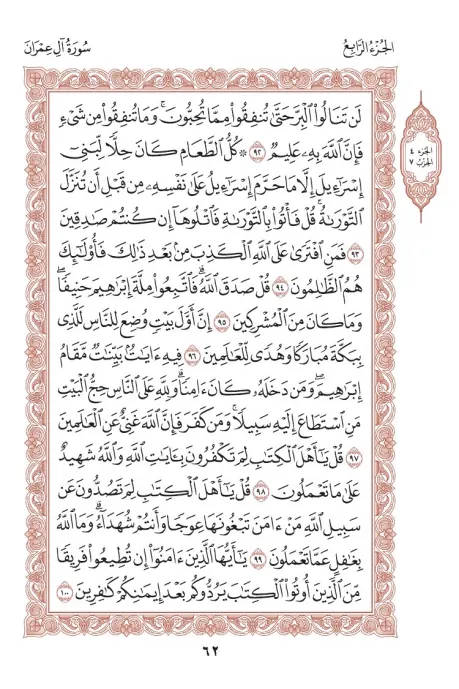 الجُزْءُ الرَّابِعُ
سُورَةُ آلِ عِمْرَانَ
لَن تَنَالُوا۟ ٱلْبِرَّ حَتَّىٰ تُنفِقُوا۟ مِمَّا تُحِبُّونَ ۚ وَمَا تُنفِقُوا۟ مِن شَىْءٍ
فَإِنَّ ٱللَّهَ بِهِۦ عَلِيمٌ ٩٢ ۞ كُلُّ ٱلطَّعَامِ كَانَ حِلًّا لِّبَنِىٓ
إِسْرَٰٓءِيلَ إِلَّا مَا حَرَّمَ إِسْرَٰٓءِيلُ عَلَىٰ نَفْسِهِۦ مِن قَبْلِ أَن تُنَزَّلَ
ٱلتَّوْرَىٰةُ ۗ قُلْ فَأْتُوا۟ بِٱلتَّوْرَىٰةِ فَٱتْلُوهَآ إِن كُنتُمْ صَٰدِقِينَ
٩٣ فَمَنِ ٱفْتَرَىٰ عَلَى ٱللَّهِ ٱلْكَذِبَ مِنۢ بَعْدِ ذَٰلِكَ فَأُو۟لَٰٓئِكَ
هُمُ ٱلظَّٰلِمُونَ ٩٤ قُلْ صَدَقَ ٱللَّهُ ۗ فَٱتَّبِعُوا۟ مِلَّةَ إِبْرَٰهِيمَ حَنِيفًا ۖ
وَمَا كَانَ مِنَ ٱلْمُشْرِكِينَ ٩٥ إِنَّ أَوَّلَ بَيْتٍ وُضِعَ لِلنَّاسِ لَلَّذِى
بِبَكَّةَ مُبَارَكًا وَهُدًى لِّلْعَٰلَمِينَ ٩٦ فِيهِ ءَايَٰتٌۢ بَيِّنَٰتٌ مَّقَامُ
إِبْرَٰهِيمَ ۖ وَمَن دَخَلَهُۥ كَانَ ءَامِنًا ۗ وَلِلَّهِ عَلَى ٱلنَّاسِ حِجُّ ٱلْبَيْتِ
مَنِ ٱسْتَطَاعَ إِلَيْهِ سَبِيلًا ۚ وَمَن كَفَرَ فَإِنَّ ٱللَّهَ غَنِىٌّ عَنِ ٱلْعَٰلَمِينَ
٩٧ قُلْ يَٰٓأَهْلَ ٱلْكِتَٰبِ لِمَ تَكْفُرُونَ بِـَٔايَٰتِ ٱللَّهِ وَٱللَّهُ شَهِيدٌ
عَلَىٰ مَا تَعْمَلُونَ ٩٨ قُلْ يَٰٓأَهْلَ ٱلْكِتَٰبِ لِمَ تَصُدُّونَ عَن
سَبِيلِ ٱللَّهِ مَنْ ءَامَنَ تَبْغُونَهَا عِوَجًا وَأَنتُمْ شُهَدَآءُ ۗ وَمَا ٱللَّهُ
بِغَٰفِلٍ عَمَّا تَعْمَلُونَ ٩٩ يَٰٓأَيُّهَا ٱلَّذِينَ ءَامَنُوٓا۟ إِن تُطِيعُوا۟ فَرِيقًا
مِّنَ ٱلَّذِينَ أُوتُوا۟ ٱلْكِتَٰبَ يَرُدُّوكُم بَعْدَ إِيمَٰنِكُمْ كَٰفِرِينَ ١٠٠
الجزء ٤
الحزب ٧
٦٢